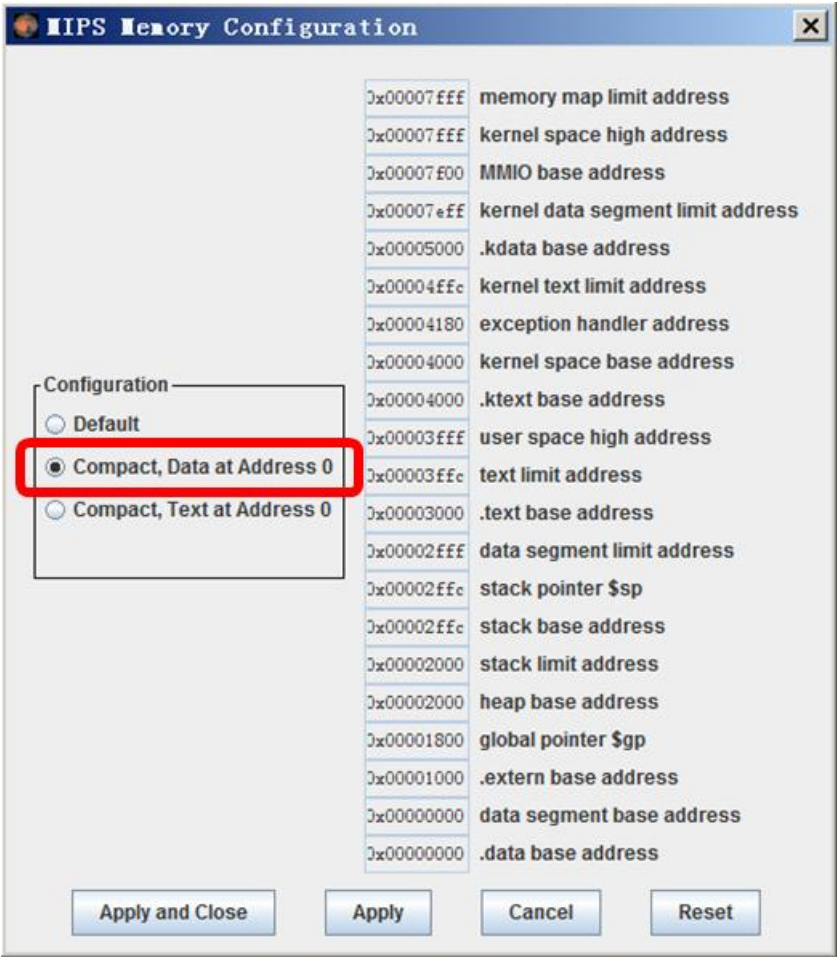 MIPS Memory Configuration
0x00007fff memory map limit address
0x00007fff kernel space high address
0x00007f00 MMIO base address
0x00007eff kernel data segment limit address
0x00005000 .kdata base address
0x00004ffc kernel text limit address
0x00004180 exception handler address
0x00004000 kernel space base address
0x00004000 .ktext base address
0x00003fff user space high address
0x00003ffc text limit address
0x00003000 .text base address
0x00002fff data segment limit address
0x00002ffc stack pointer $sp
0x00002ffc stack base address
0x00002000 stack limit address
0x00002000 heap base address
0x00001800 global pointer $gp
0x00001000 .extern base address
0x00000000 data segment base address
0x00000000 .data base address
Configuration
Default
Compact, Data at Address 0
Compact, Text at Address 0
Apply and Close Apply Cancel Reset